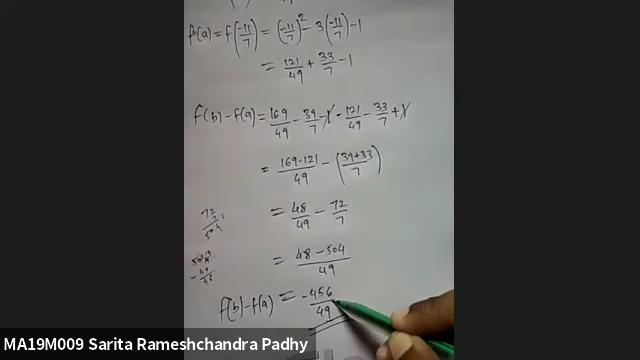 f(a) = f(-11/7) = (-11/7)² - 3(-11/7) - 1
= 121/49 + 33/7 - 1
f(b) - f(a) = 169/49 - 39/7 - 1 - 121/49 - 33/7 + 1
= (169-121)/49 - ((39+33)/7)
= 48/49 - 72/7
= (48 - 504)/49
f(b) - f(a) = -456/49
72
7
504
MA19M009 Sarita Rameshchandra Padhy